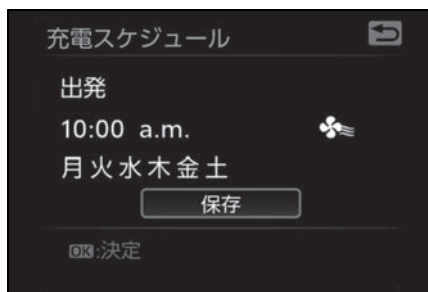 充電スケジュール
出発
10:00 a.m.
月火水木金土
保存
OK:決定